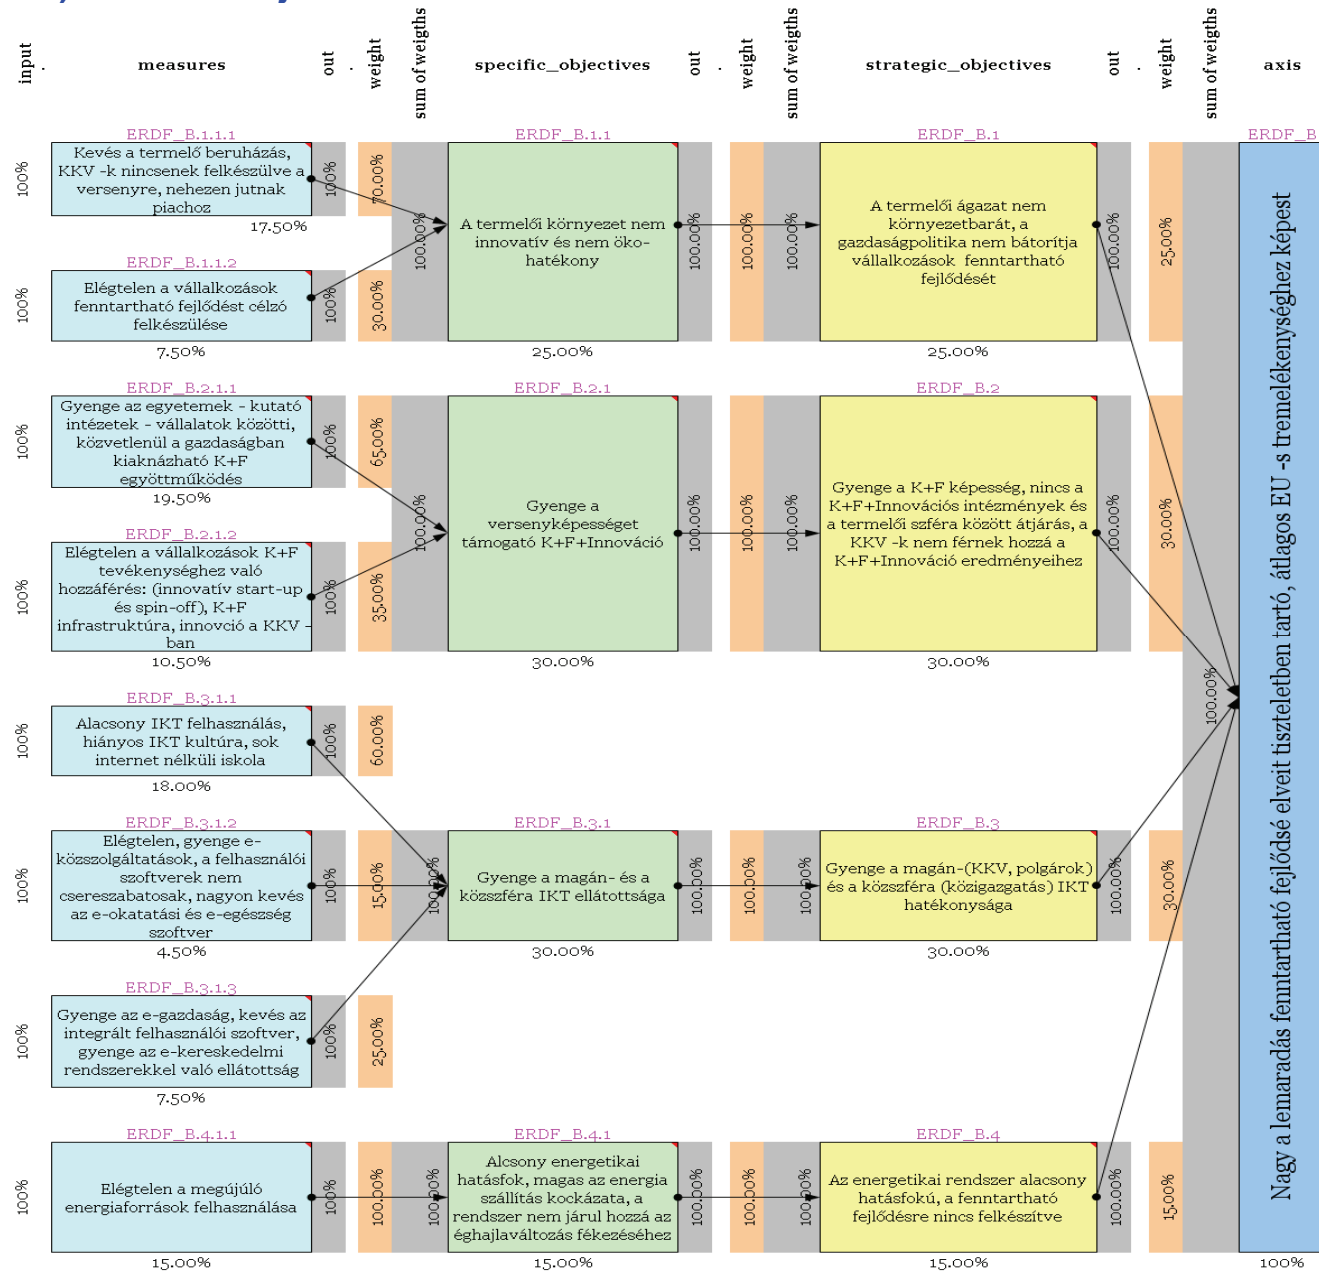 input
.
measures
out
.
weight
sum of weigths
specific_objectives
out
.
weight
sum of weigths
strategic_objectives
out
.
weight
sum of weigths
axis
ERDF_B.1.1.1
100%
Kevés a termelő beruházás,
KKV -k nincsenek felkészülve a
versenyre, nehezen jutnak
piachoz
100%
70.00%
17.50%
ERDF_B.1.1.2
100%
Elégtelen a vállalkozások
fenntartható fejlődést célzó
felkészülése
100%
30.00%
7.50%
100.00%
ERDF_B.1.1
A termelői környezet nem
innovatív és nem öko-
hatékony
25.00%
100.00%
100.00%
100.00%
ERDF_B.1
A termelői ágazat nem
környezetbarát, a
gazdaságpolitika nem bátorítja
vállalkozások fenntartható
fejlődését
25.00%
100.00%
25.00%
ERDF_B.2.1.1
100%
Gyenge az egyetemek - kutató
intézetek - vállalatok közötti,
közvetlenül a gazdaságban
kiaknázható K+F
együttműködés
100%
65.00%
19.50%
ERDF_B.2.1.2
100%
Elégtelen a vállalkozások K+F
tevékenységhez való
hozzáférés: (innovatív start-up
és spin-off), K+F
infrastruktúra, innovció a KKV -
ban
100%
35.00%
10.50%
100.00%
ERDF_B.2.1
Gyenge a
versenyképességet
támogató K+F+Innováció
30.00%
100.00%
100.00%
100.00%
ERDF_B.2
Gyenge a K+F képesség, nincs a
K+F+Innovációs intézmények és
a termelői szféra között átjárás, a
KKV -k nem férnek hozzá a
K+F+Innováció eredményeihez
30.00%
100.00%
30.00%
ERDF_B.3.1.1
100%
Alacsony IKT felhasználás,
hiányos IKT kultúra, sok
internet nélküli iskola
100%
60.00%
18.00%
ERDF_B.3.1.2
100%
Elégtelen, gyenge e-
közszolgáltatások, a felhasználói
szoftverek nem
csereszabatosak, nagyon kevés
az e-okatatási és e-egészség
szoftver
100%
15.00%
4.50%
100.00%
ERDF_B.3.1
Gyenge a magán- és a
közszféra IKT ellátottsága
30.00%
100.00%
100.00%
100.00%
ERDF_B.3
Gyenge a magán-(KKV, polgárok)
és a közszféra (közigazgatás) IKT
hatékonysága
30.00%
100.00%
30.00%
ERDF_B.3.1.3
100%
Gyenge az e-gazdaság, kevés az
integrált felhasználói szoftver,
gyenge az e-kereskedelmi
rendszerekkel való ellátottság
100%
25.00%
7.50%
ERDF_B.4.1.1
100%
Elégtelen a megújúló
energiaforrások felhasználása
100%
100.00%
15.00%
100.00%
ERDF_B.4.1
Alcsony energetikai
hatásfok, magas az energia
szállítás kockázata, a
rendszer nem járul hozzá az
éghajlaváltozás fékezéséhez
15.00%
100.00%
100.00%
100.00%
ERDF_B.4
Az energetikai rendszer alacsony
hatásfokú, a fenntartható
fejlődésre nincs felkészítve
15.00%
100.00%
15.00%
100.00%
ERDF_B
Nagy a lemaradás fenntartható fejlődsé elveit tiszteletben tartó, átlagos EU -s tremelékenységhez képest
100%